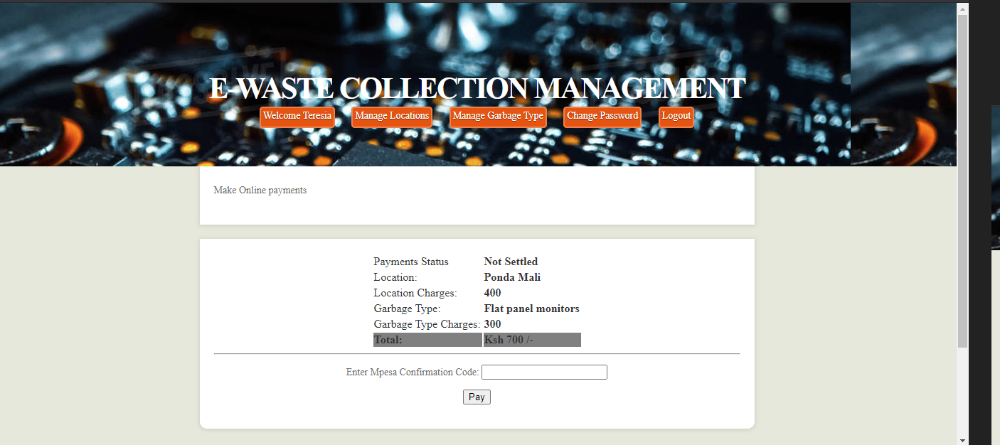 E-WASTE COLLECTION MANAGEMENT
Welcome Teresia Manage Locations Manage Garbage Type Change Password Logout
Make Online payments
Payments Status Not Settled
Location: Ponda Mali
Location Charges: 400
Garbage Type: Flat panel monitors
Garbage Type Charges: 300
Total: Ksh 700 /-
Enter Mpesa Confirmation Code:
Pay